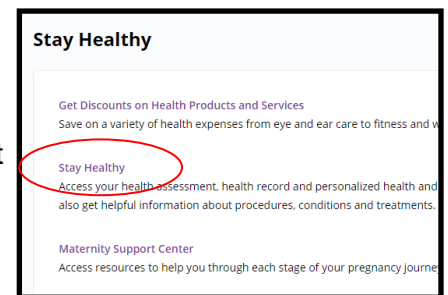 Stay Healthy
Get Discounts on Health Products and Services
Save on a variety of health expenses from eye and ear care to fitness and
Stay Healthy
Access your health assessment, health record and personalized health and
also get helpful information about procedures, conditions and treatments.
Maternity Support Center
Access resources to help you through each stage of your pregnancy